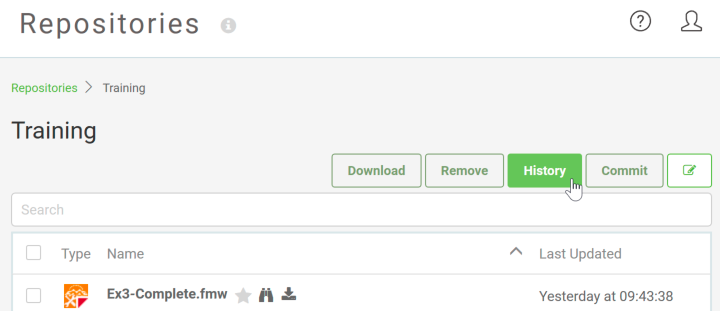 Repositories
Repositories > Training
Training
Download Remove History Commit
Search
Type Name Last Updated
Ex3-Complete.fmw Yesterday at 09:43:38